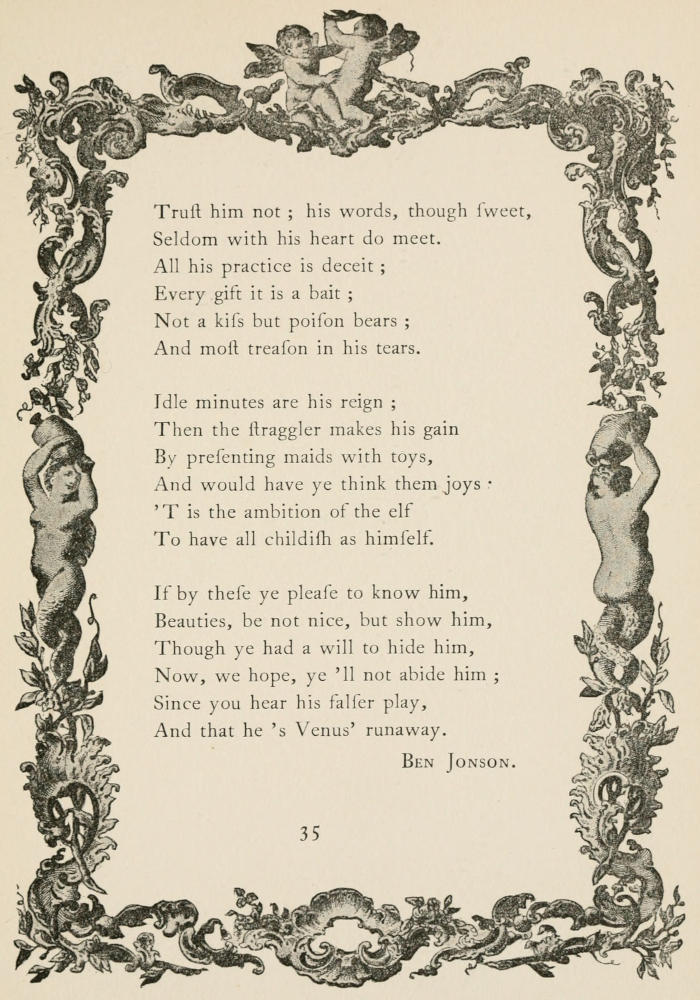 Truſt him not ; his words, though ſweet,
Seldom with his heart do meet.
All his practice is deceit ;
Every gift it is a bait ;
Not a kiſs but poiſon bears ;
And moſt treaſon in his tears.

Idle minutes are his reign ;
Then the ſtraggler makes his gain
By preſenting maids with toys,
And would have ye think them joys :
'T is the ambition of the elf
To have all childiſh as himſelf.

If by theſe ye pleaſe to know him,
Beauties, be not nice, but show him,
Though ye had a will to hide him,
Now, we hope, ye 'll not abide him ;
Since you hear his falſer play,
And that he 's Venus' runaway.
BEN JONSON.
35